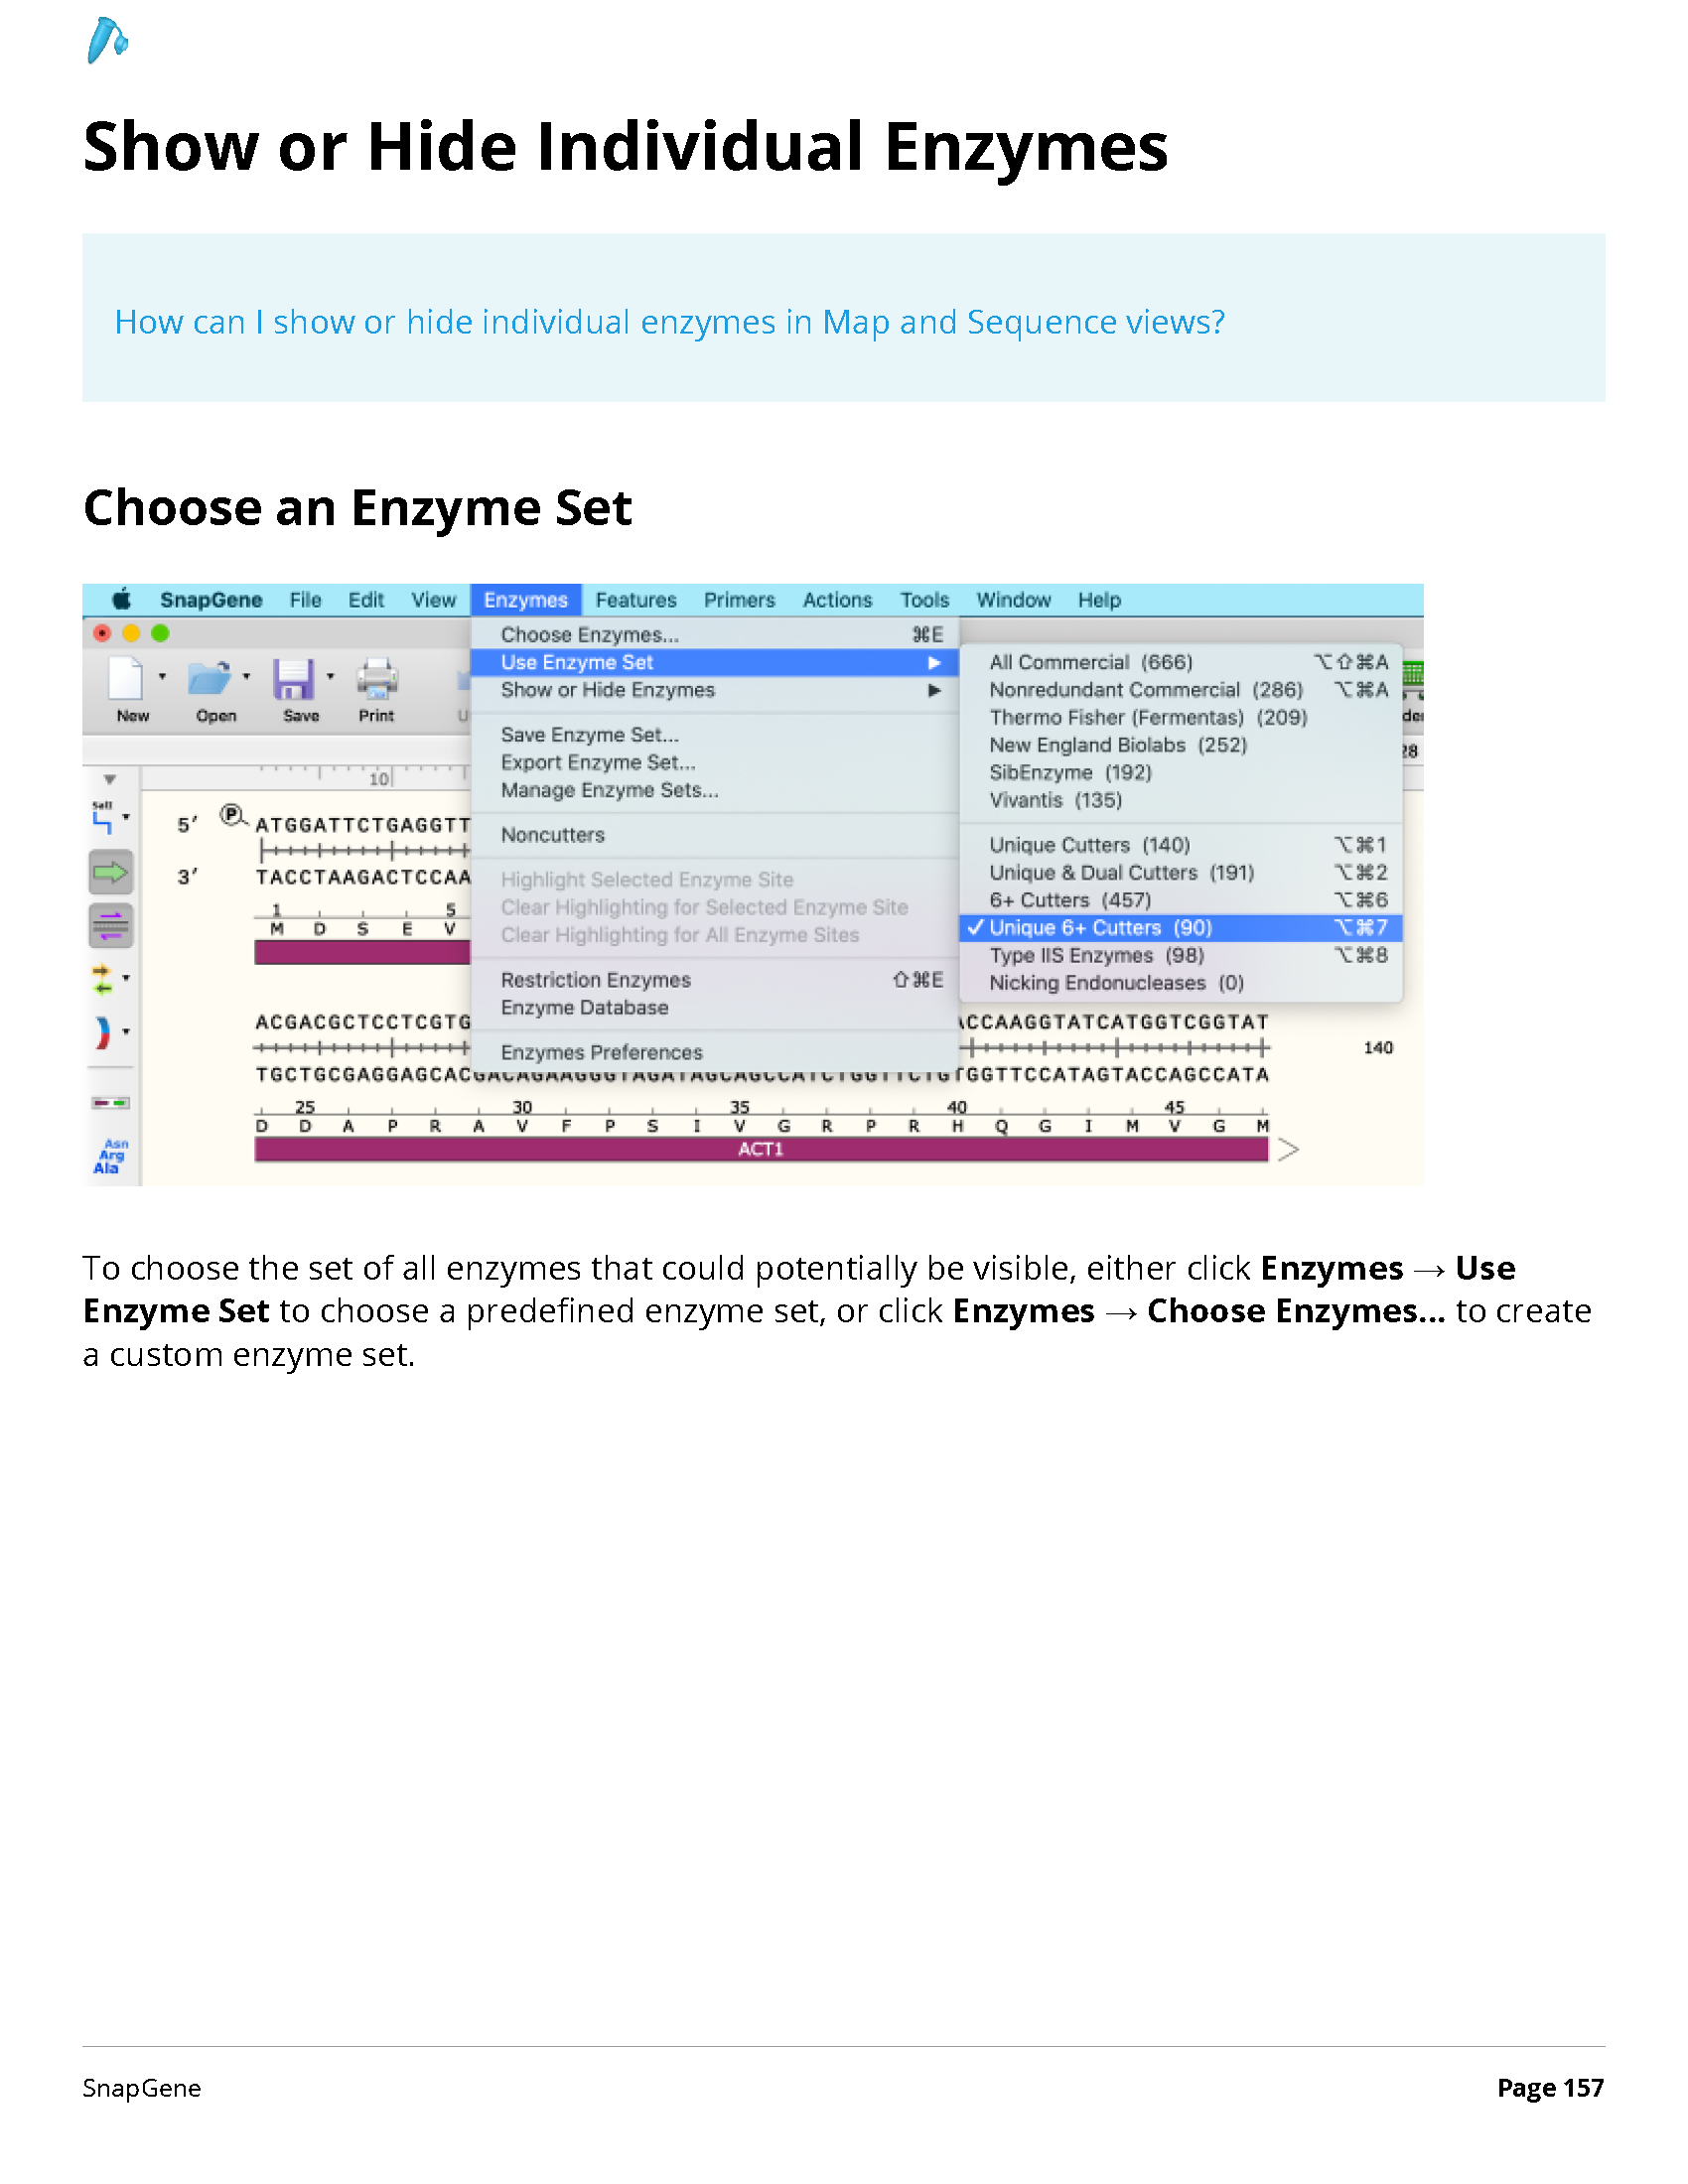 Show or Hide Individual Enzymes
How can I show or hide individual enzymes in Map and Sequence views?
Choose an Enzyme Set
SnapGene File Edit View Enzymes Features Primers Actions Tools Window Help
New Open Save Print
Choose Enzymes... ⌘E
Use Enzyme Set ▶
Show or Hide Enzymes ▶
Save Enzyme Set...
Export Enzyme Set...
Manage Enzyme Sets...
Noncutters
Highlight Selected Enzyme Site
Clear Highlighting for Selected Enzyme Site
Clear Highlighting for All Enzyme Sites
Restriction Enzymes ⇧⌘E
Enzyme Database
Enzymes Preferences
All Commercial (666) ⌥⇧⌘A
Nonredundant Commercial (286) ⌥⌘A
Thermo Fisher (Fermentas) (209)
New England Biolabs (252)
SibEnzyme (192)
Vivantis (135)
Unique Cutters (140) ⌥⌘1
Unique & Dual Cutters (191) ⌥⌘2
6+ Cutters (457) ⌥⌘6
✓ Unique 6+ Cutters (90) ⌥⌘7
Type IIS Enzymes (98) ⌥⌘8
Nicking Endonucleases (0)
10
SalI
5′ P ATGGATTCTGAGGTT
3′ TACCTAAGACTCCAA
1 5
M D S E V
ACGACGCTCCTCGTG CCAAGGTATCATGGTCGGTAT
140
TGCTGCGAGGAGCACGACAGAAGGGTAGATAGCAGCCATCTGGTTCTGTGGTTCCATAGTACCAGCCATA
25 30 35 40 45
D D A P R A V F P S I V G R P R H Q G I M V G M
ACT1
Asn
Arg
Ala
To choose the set of all enzymes that could potentially be visible, either click Enzymes → Use
Enzyme Set to choose a predefined enzyme set, or click Enzymes → Choose Enzymes... to create
a custom enzyme set.
SnapGene Page 157